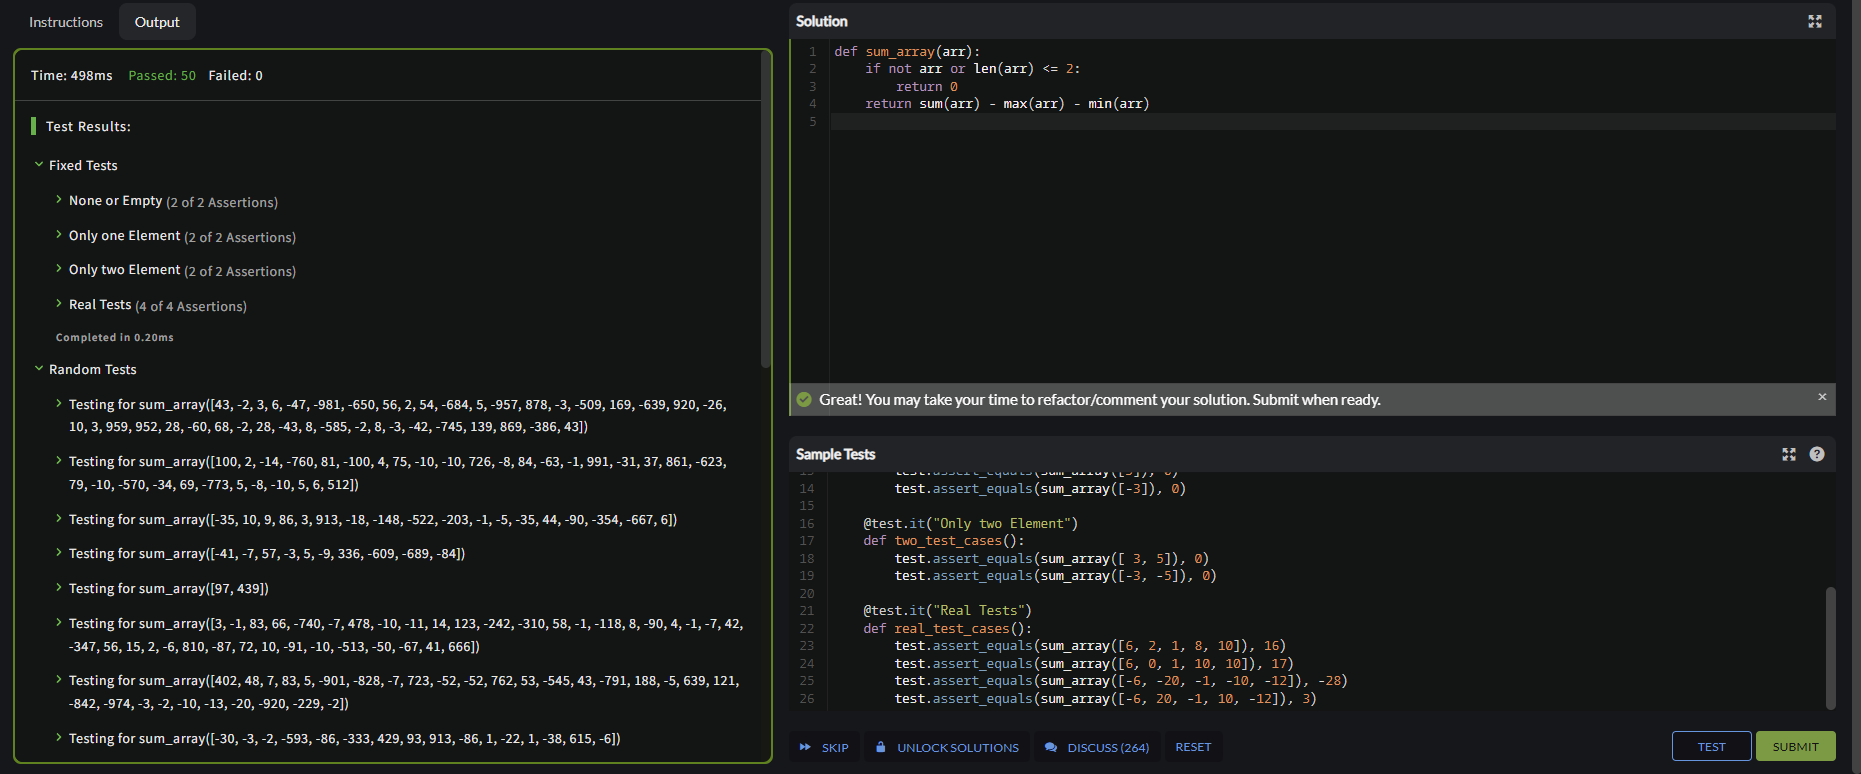 Instructions
Output
Time: 498ms Passed: 50 Failed: 0
Test Results:
Fixed Tests
None or Empty (2 of 2 Assertions)
Only one Element (2 of 2 Assertions)
Only two Element (2 of 2 Assertions)
Real Tests (4 of 4 Assertions)
Completed in 0.20ms
Random Tests
Testing for sum_array([43, -2, 3, 6, -47, -981, -650, 56, 2, 54, -684, 5, -957, 878, -3, -509, 169, -639, 920, -26,
10, 3, 959, 952, 28, -60, 68, -2, 28, -43, 8, -585, -2, 8, -3, -42, -745, 139, 869, -386, 43])
Testing for sum_array([100, 2, -14, -760, 81, -100, 4, 75, -10, -10, 726, -8, 84, -63, -1, 991, -31, 37, 861, -623,
79, -10, -570, -34, 69, -773, 5, -8, -10, 5, 6, 512])
Testing for sum_array([-35, 10, 9, 86, 3, 913, -18, -148, -522, -203, -1, -5, -35, 44, -90, -354, -667, 6])
Testing for sum_array([-41, -7, 57, -3, 5, -9, 336, -609, -689, -84])
Testing for sum_array([97, 439])
Testing for sum_array([3, -1, 83, 66, -740, -7, 478, -10, -11, 14, 123, -242, -310, 58, -1, -118, 8, -90, 4, -1, -7, 42,
-347, 56, 15, 2, -6, 810, -87, 72, 10, -91, -10, -513, -50, -67, 41, 666])
Testing for sum_array([402, 48, 7, 83, 5, -901, -828, -7, 723, -52, -52, 762, 53, -545, 43, -791, 188, -5, 639, 121,
-842, -974, -3, -2, -10, -13, -20, -920, -229, -2])
Testing for sum_array([-30, -3, -2, -593, -86, -333, 429, 93, 913, -86, 1, -22, 1, -38, 615, -6])
Solution
1 def sum_array(arr):
2     if not arr or len(arr) <= 2:
3         return 0
4     return sum(arr) - max(arr) - min(arr)
5
Great! You may take your time to refactor/comment your solution. Submit when ready.
Sample Tests
14         test.assert_equals(sum_array([-3]), 0)
15
16     @test.it("Only two Element")
17     def two_test_cases():
18         test.assert_equals(sum_array([ 3, 5]), 0)
19         test.assert_equals(sum_array([-3, -5]), 0)
20
21     @test.it("Real Tests")
22     def real_test_cases():
23         test.assert_equals(sum_array([6, 2, 1, 8, 10]), 16)
24         test.assert_equals(sum_array([6, 0, 1, 10, 10]), 17)
25         test.assert_equals(sum_array([-6, -20, -1, -10, -12]), -28)
26         test.assert_equals(sum_array([-6, 20, -1, 10, -12]), 3)
SKIP
UNLOCK SOLUTIONS
DISCUSS (264)
RESET
TEST
SUBMIT